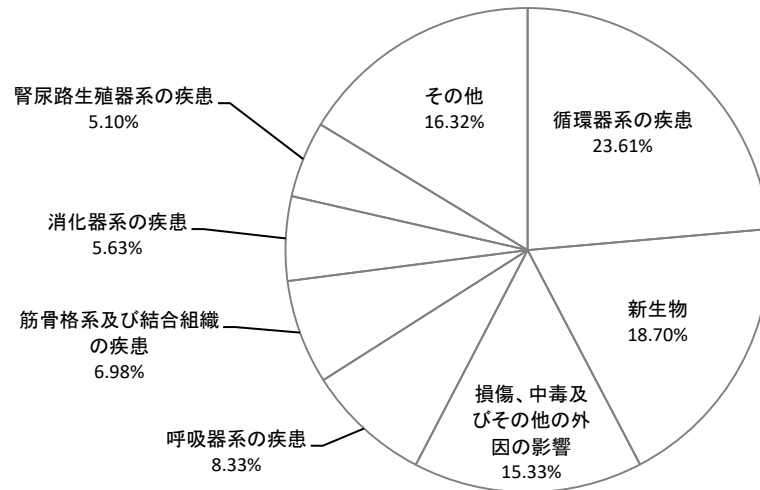 循環器系の疾患
23.61%
新生物
18.70%
損傷、中毒及
びその他の外
因の影響
15.33%
呼吸器系の疾患
8.33%
筋骨格系及び結合組織
の疾患
6.98%
消化器系の疾患
5.63%
腎尿路生殖器系の疾患
5.10%
その他
16.32%